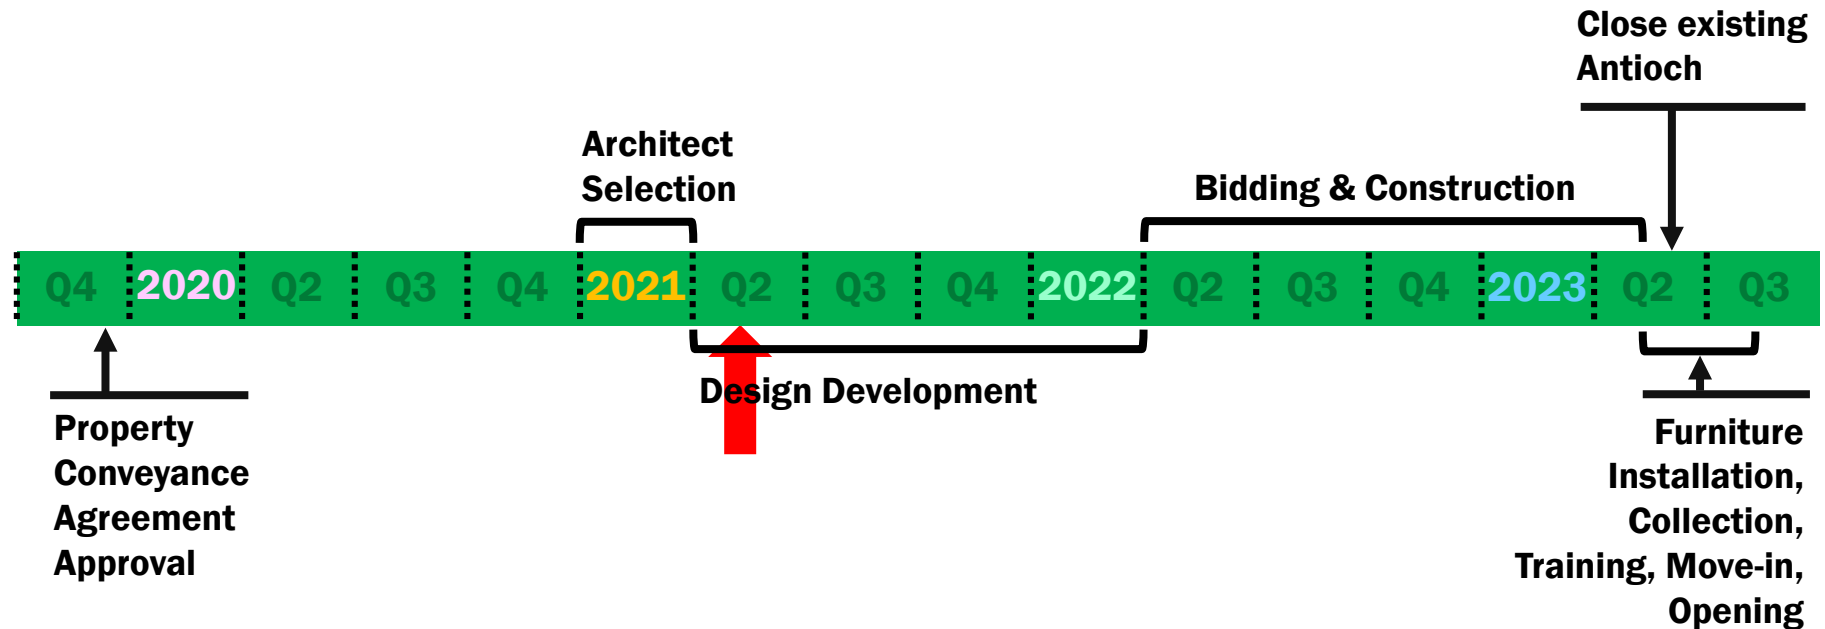 Close existing
Antioch
Architect
Selection
Bidding & Construction
Q4 2020 Q2 Q3 Q4 2021 Q2 Q3 Q4 2022 Q2 Q3 Q4 2023 Q2 Q3
Design Development
Property
Conveyance
Agreement
Approval
Furniture
Installation,
Collection,
Training, Move-in,
Opening